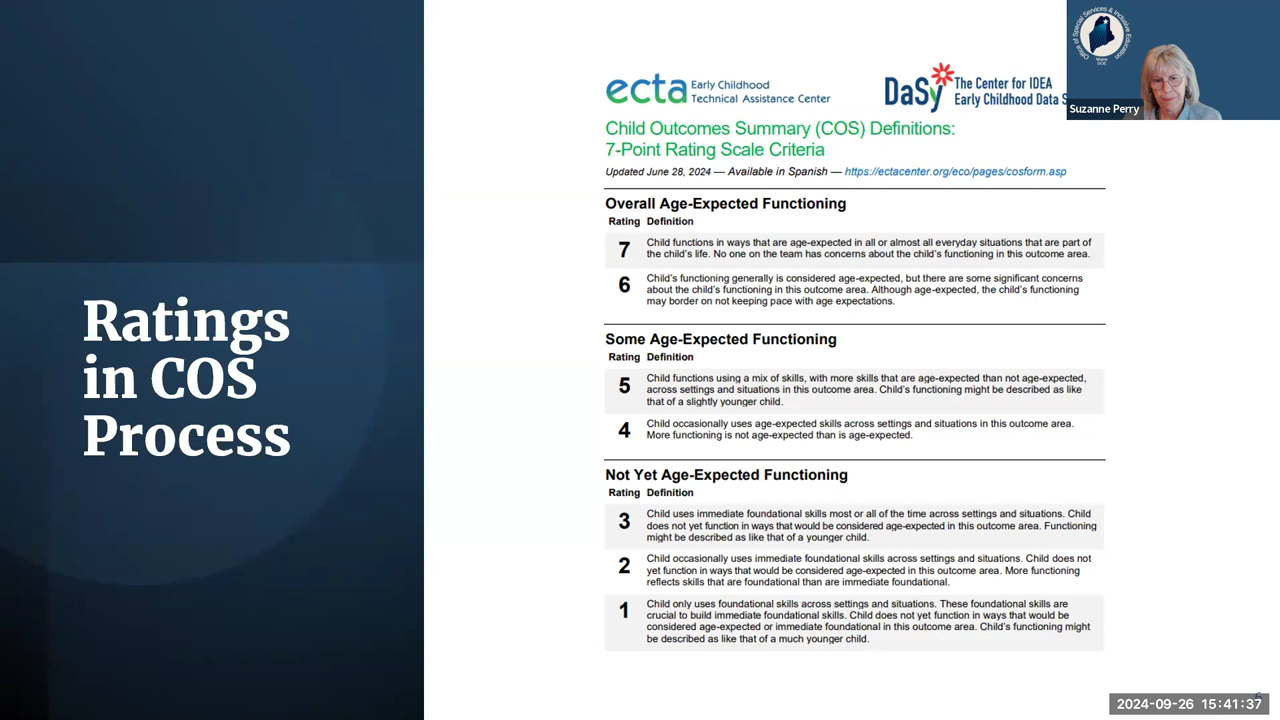 Ratings
in COS
Process
ecta Early Childhood
Technical Assistance Center
DaSy The Center for IDEA
Early Childhood Data
Child Outcomes Summary (COS) Definitions:
7-Point Rating Scale Criteria
Updated June 28, 2024 — Available in Spanish — https://ectacenter.org/eco/pages/cosform.asp
Overall Age-Expected Functioning
Rating Definition
7 Child functions in ways that are age-expected in all or almost all everyday situations that are part of
the child's life. No one on the team has concerns about the child's functioning in this outcome area.
6 Child's functioning generally is considered age-expected, but there are some significant concerns
about the child's functioning in this outcome area. Although age-expected, the child's functioning
may border on not keeping pace with age expectations.
Some Age-Expected Functioning
Rating Definition
5 Child functions using a mix of skills, with more skills that are age-expected than not age-expected,
across settings and situations in this outcome area. Child's functioning might be described as like
that of a slightly younger child.
4 Child occasionally uses age-expected skills across settings and situations in this outcome area.
More functioning is not age-expected than is age-expected.
Not Yet Age-Expected Functioning
Rating Definition
3 Child uses immediate foundational skills most or all of the time across settings and situations. Child
does not yet function in ways that would be considered age-expected in this outcome area. Functioning
might be described as like that of a younger child.
2 Child occasionally uses immediate foundational skills across settings and situations. Child does not
yet function in ways that would be considered age-expected in this outcome area. More functioning
reflects skills that are foundational than are immediate foundational.
1 Child only uses foundational skills across settings and situations. These foundational skills are
crucial to build immediate foundational skills. Child does not yet function in ways that would be
considered age-expected or immediate foundational in this outcome area. Child's functioning might
be described as like that of a much younger child.
Office of Special Services & Inclusive Education
Maine
DOE
Suzanne Perry
2024-09-26 15:41:37